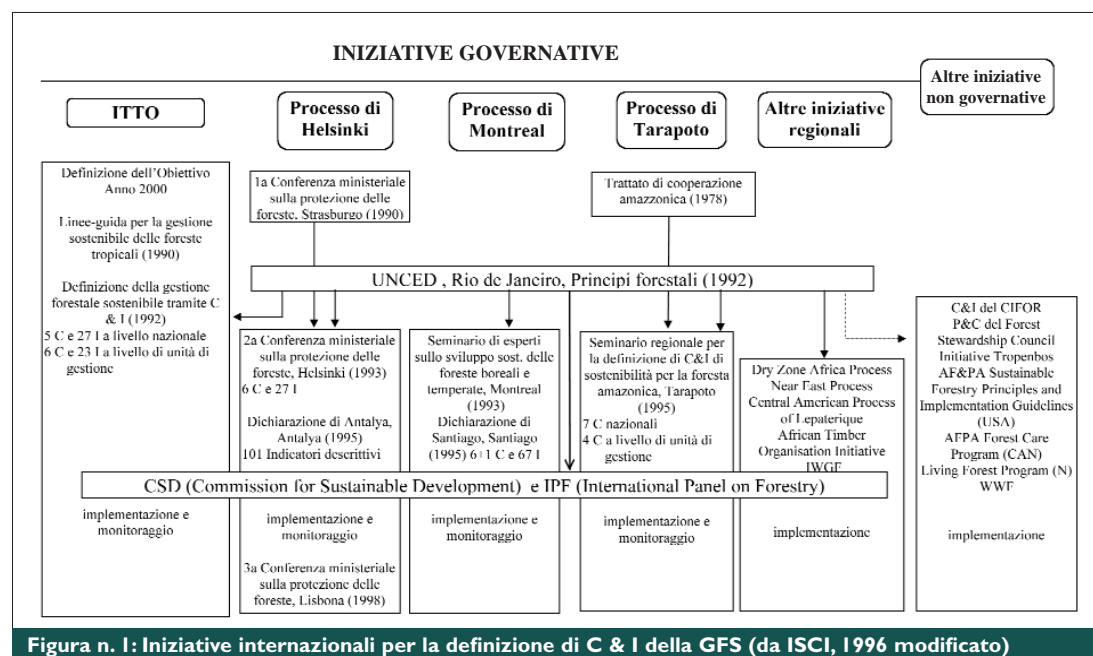 INIZIATIVE GOVERNATIVE
Altre iniziative
non governative
ITTO
Processo di
Helsinki
Processo di
Montreal
Processo di
Tarapoto
Altre iniziative
regionali
Definizione dell'Obiettivo
Anno 2000
Linee-guida per la gestione
sostenibile delle foreste
tropicali (1990)
Definizione della gestione
forestale sostenibile tramite C
& I (1992)
5 C e 27 I a livello nazionale
6 C e 23 I a livello di unità di
gestione
1a Conferenza ministeriale
sulla protezione delle
foreste, Strasburgo (1990)
Trattato di cooperazione
amazzonica (1978)
UNCED , Rio de Janeiro, Principi forestali (1992)
2a Conferenza ministeriale
sulla protezione delle
foreste, Helsinki (1993)
6 C e 27 I
Dichiarazione di Antalya,
Antalya (1995)
101 Indicatori descrittivi
Seminario di esperti
sullo sviluppo sost. delle
foreste boreali e
temperate, Montreal
(1993)
Dichiarazione di
Santiago, Santiago
(1995) 6+1 C e 67 I
Seminario regionale per
la definizione di C&I di
sostenibilità per la foresta
amazonica, Tarapoto
(1995)
7 C nazionali
4 C a livello di unità di
gestione
Dry Zone Africa Process
Near East Process
Central American Process
of Lepaterique
African Timber
Organisation Initiative
IWGF
C&I del CIFOR
P&C del Forest
Stewardship Council
Initiative Tropenbos
AF&PA Sustainable
Forestry Principles and
Implementation Guidelines
(USA)
AFPA Forest Care
Program (CAN)
Living Forest Program (N)
WWF
implementazione
CSD (Commission for Sustainable Development) e IPF (International Panel on Forestry)
implementazione e
monitoraggio
implementazione e
monitoraggio
3a Conferenza ministeriale
sulla protezione delle
foreste, Lisbona (1998)
implementazione e
monitoraggio
implementazione e
monitoraggio
implementazione
Figura n. 1: Iniziative internazionali per la definizione di C & I della GFS (da ISCI, 1996 modificato)